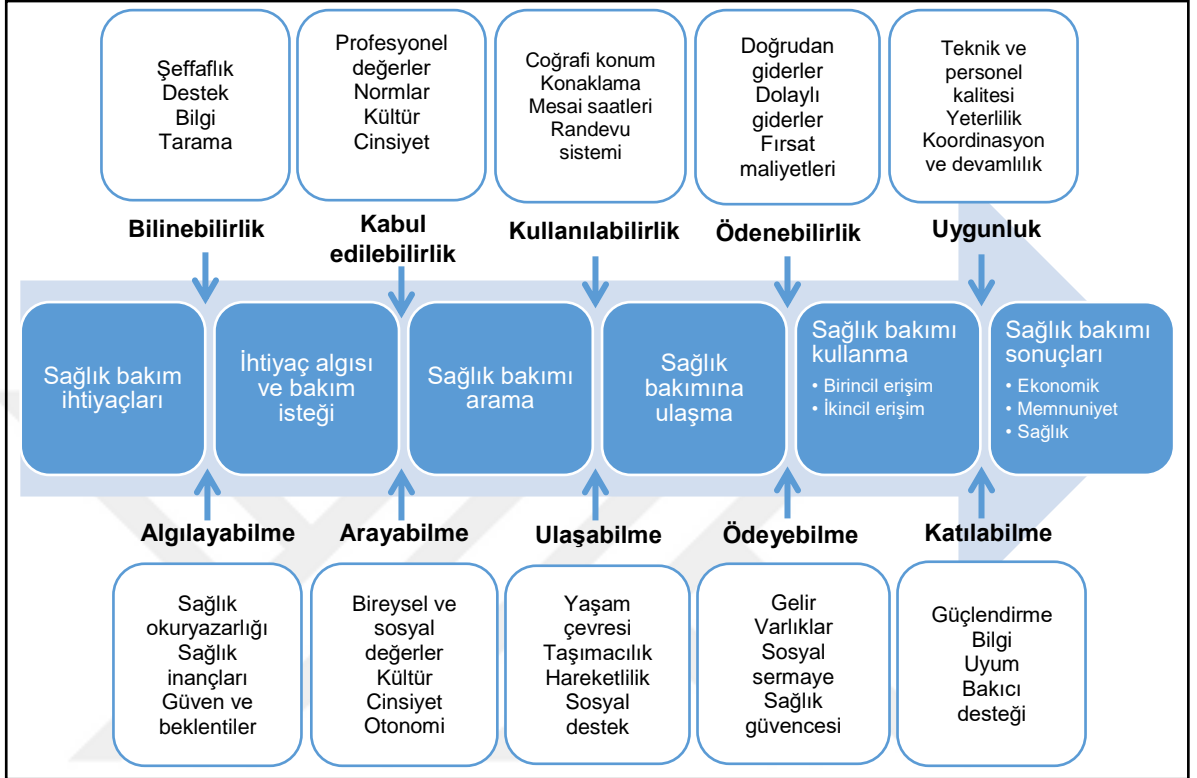 Şeffaflık
Destek
Bilgi
Tarama
Profesyonel
değerler
Normlar
Kültür
Cinsiyet
Coğrafi konum
Konaklama
Mesai saatleri
Randevu
sistemi
Doğrudan
giderler
Dolaylı
giderler
Fırsat
maliyetleri
Teknik ve
personel
kalitesi
Yeterlilik
Koordinasyon
ve devamlılık
Bilinebilirlik
Kabul
edilebilirlik
Kullanılabilirlik
Ödenebilirlik
Uygunluk
Sağlık bakım
ihtiyaçları
İhtiyaç algısı
ve bakım
isteği
Sağlık bakımı
arama
Sağlık
bakımına
ulaşma
Sağlık bakımı
kullanma
• Birincil erişim
• İkincil erişim
Sağlık bakımı
sonuçları
• Ekonomik
• Memnuniyet
• Sağlık
Algılayabilme
Arayabilme
Ulaşabilme
Ödeyebilme
Katılabilme
Sağlık
okuryazarlığı
Sağlık
inançları
Güven ve
beklentiler
Bireysel ve
sosyal
değerler
Kültür
Cinsiyet
Otonomi
Yaşam
çevresi
Taşımacılık
Hareketlilik
Sosyal
destek
Gelir
Varlıklar
Sosyal
sermaye
Sağlık
güvencesi
Güçlendirme
Bilgi
Uyum
Bakıcı
desteği